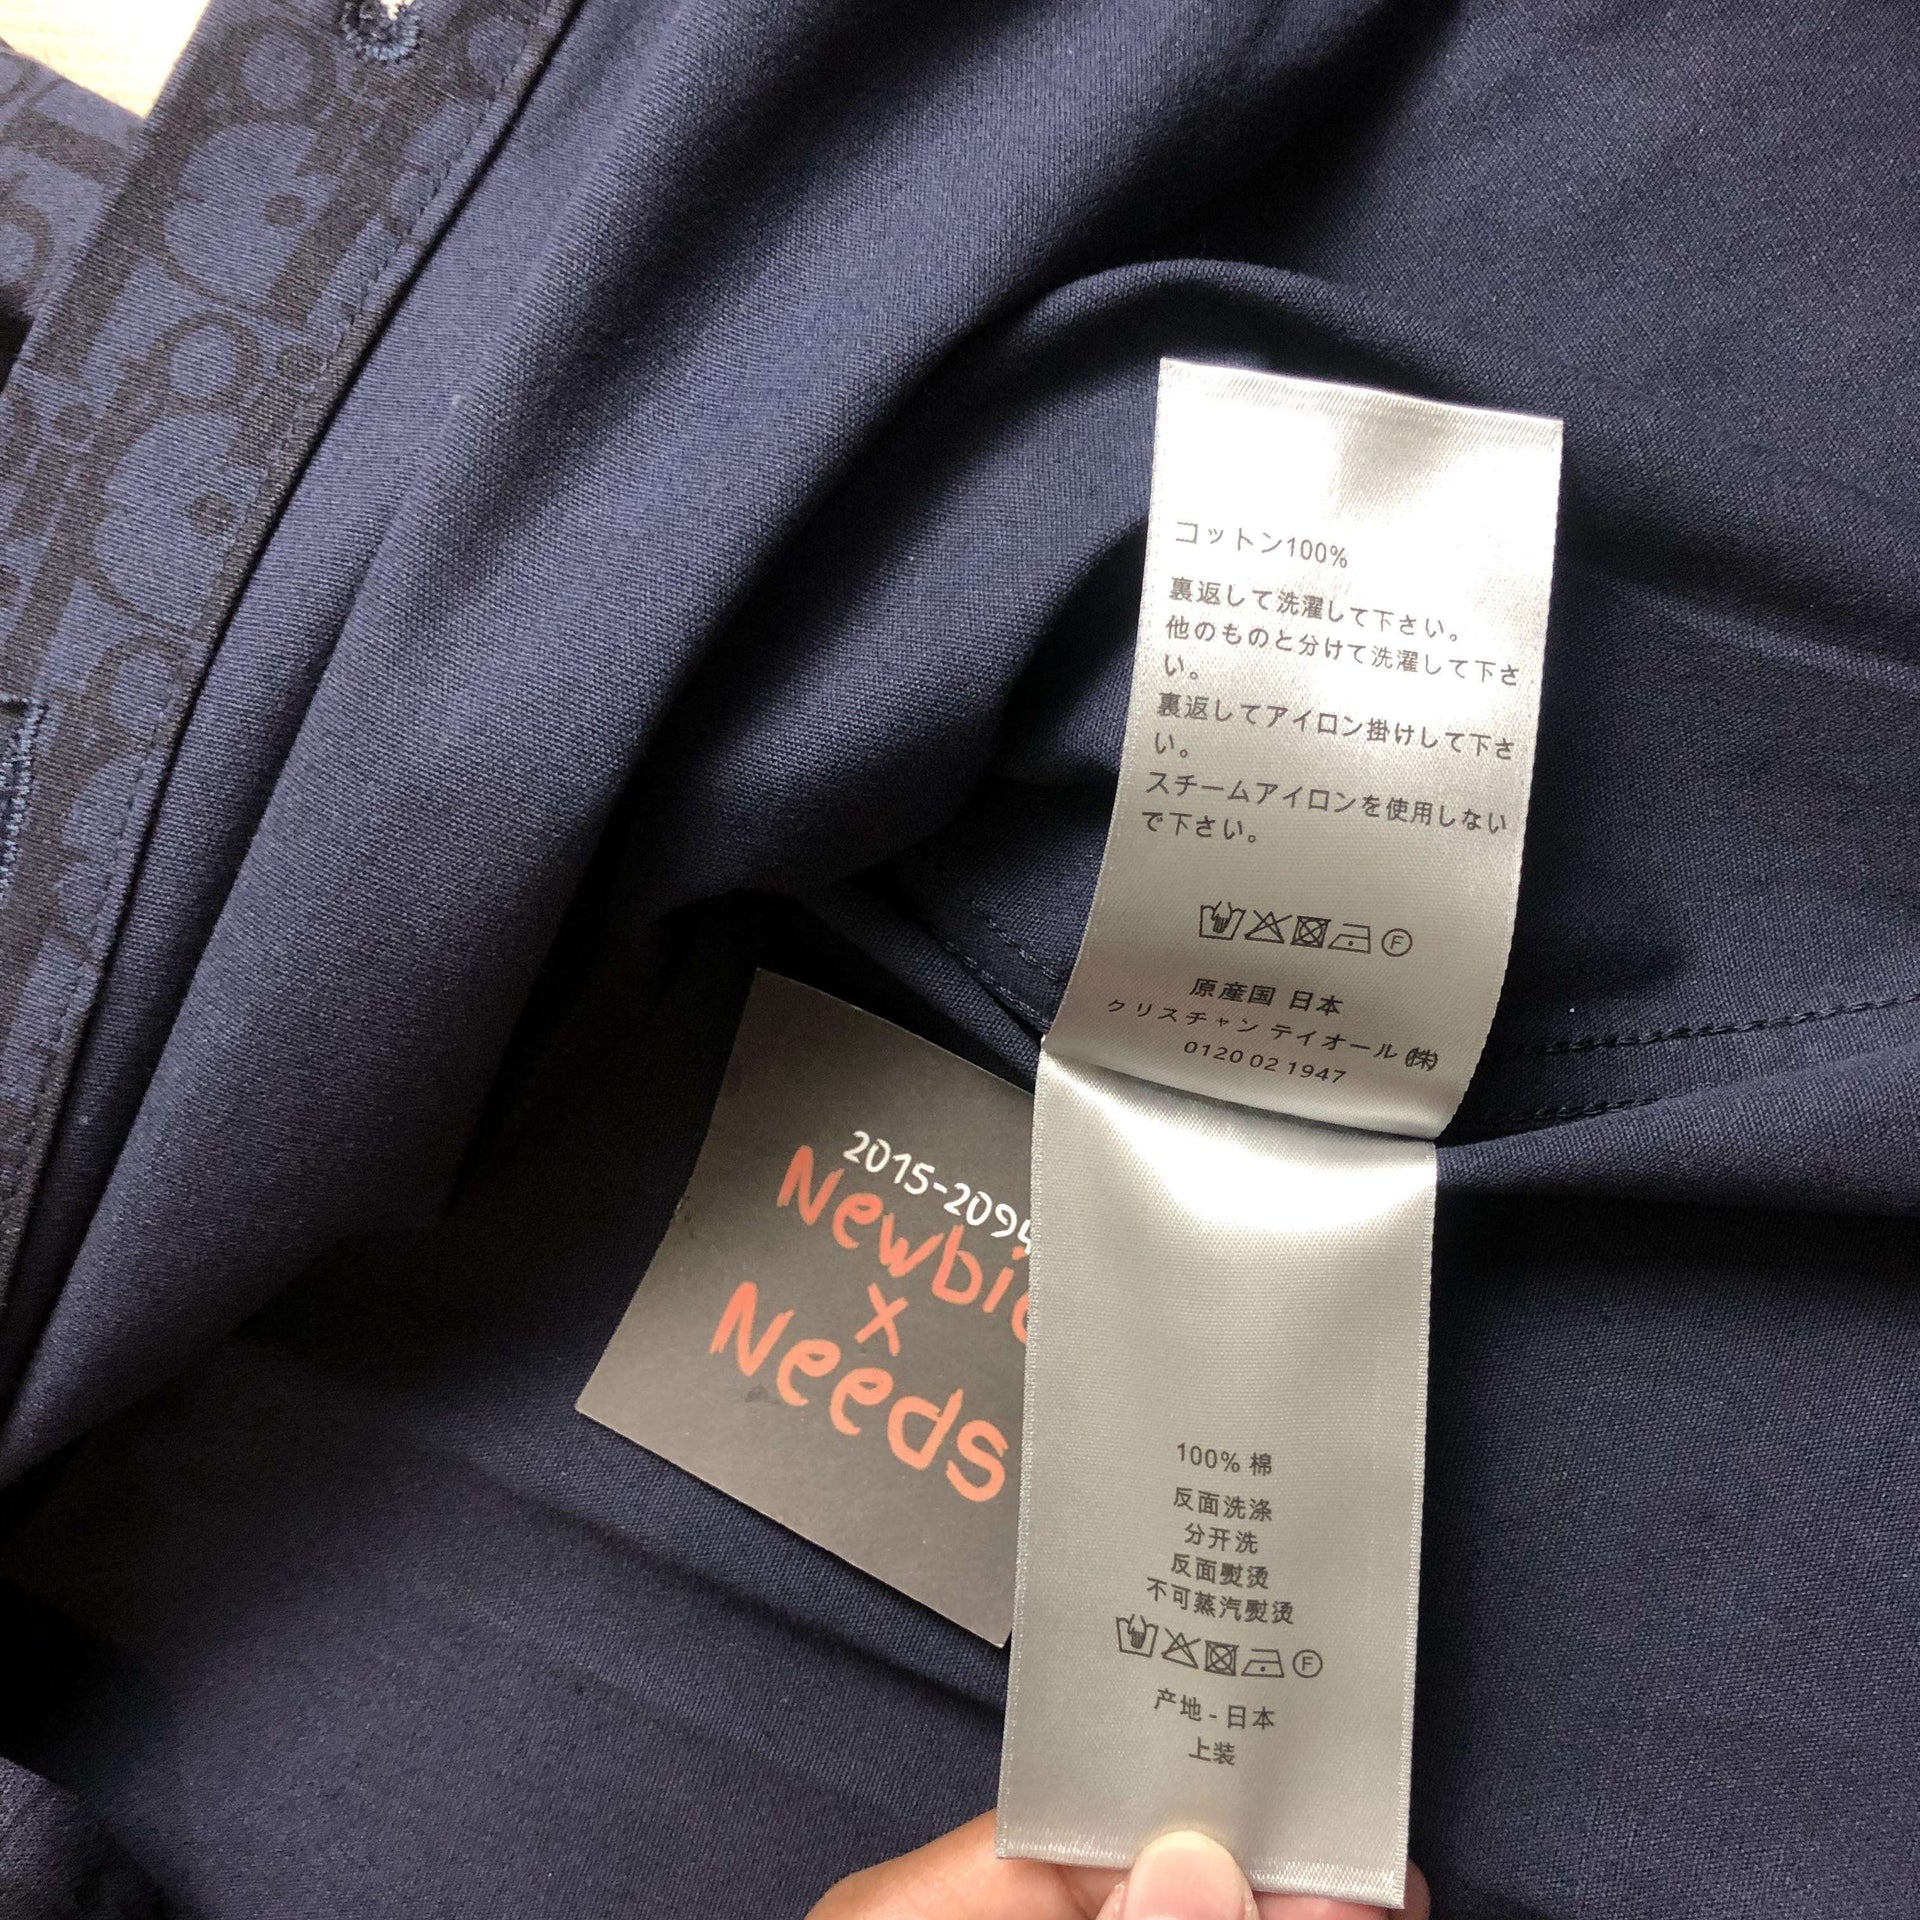 コットン100%
裏返して洗濯して下さい。
他のものと分けて洗濯して下さ
い。
裏返してアイロン掛けして下さ
い。
スチームアイロンを使用しない
で下さい。
F
原産国 日本
クリスチャン テイオール ㈱
0120 02 1947
2015-2094
Newbie
x
Needs
100% 棉
反面洗涤
分开洗
反面熨烫
不可蒸汽熨烫
F
产地 - 日本
上装